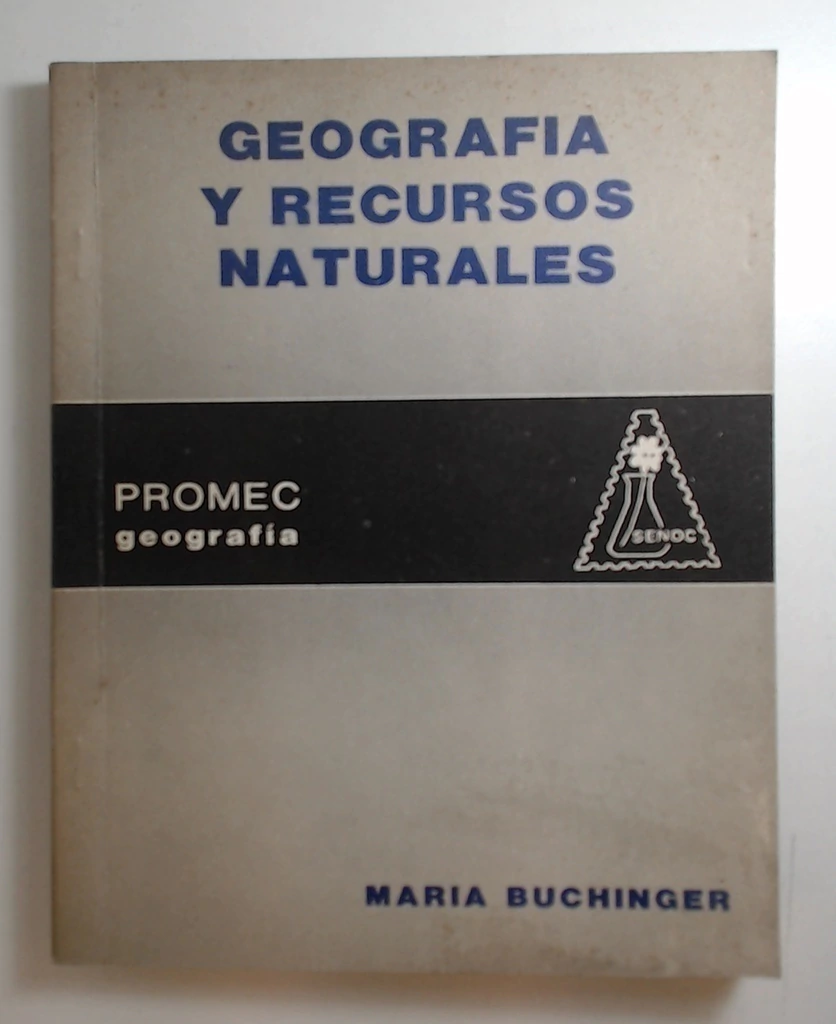 GEOGRAFIA
Y RECURSOS
NATURALES
PROMEC
geografía
SENOC
MARIA BUCHINGER